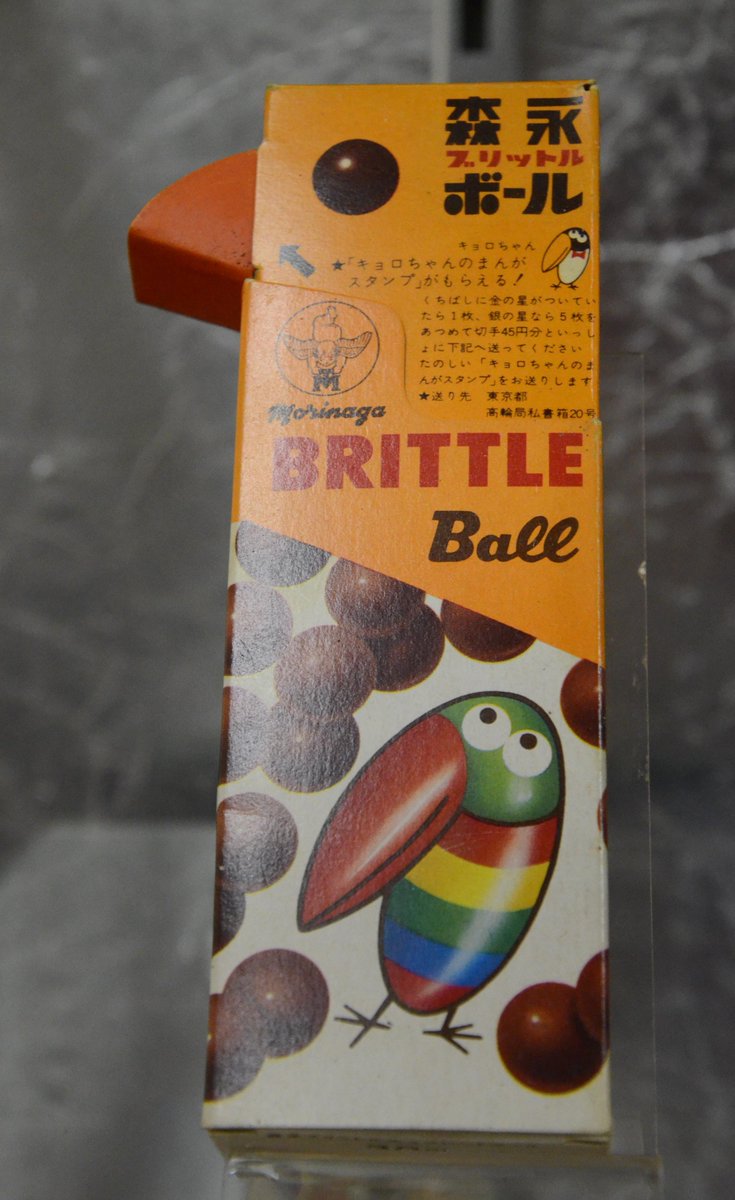 森永
ブリットル
ボール
キョロちゃん
★「キョロちゃんのまんが
スタンプ」がもらえる!
くちばしに金の星がついてい
たら1枚、銀の星なら5枚を
あつめて切手45円分といっし
ょに下記へ送ってください
たのしい「キョロちゃんのま
んがスタンプ」をお送りします
★送り先 東京都
高輪局私書箱20号
M
Morinaga
BRITTLE
Ball